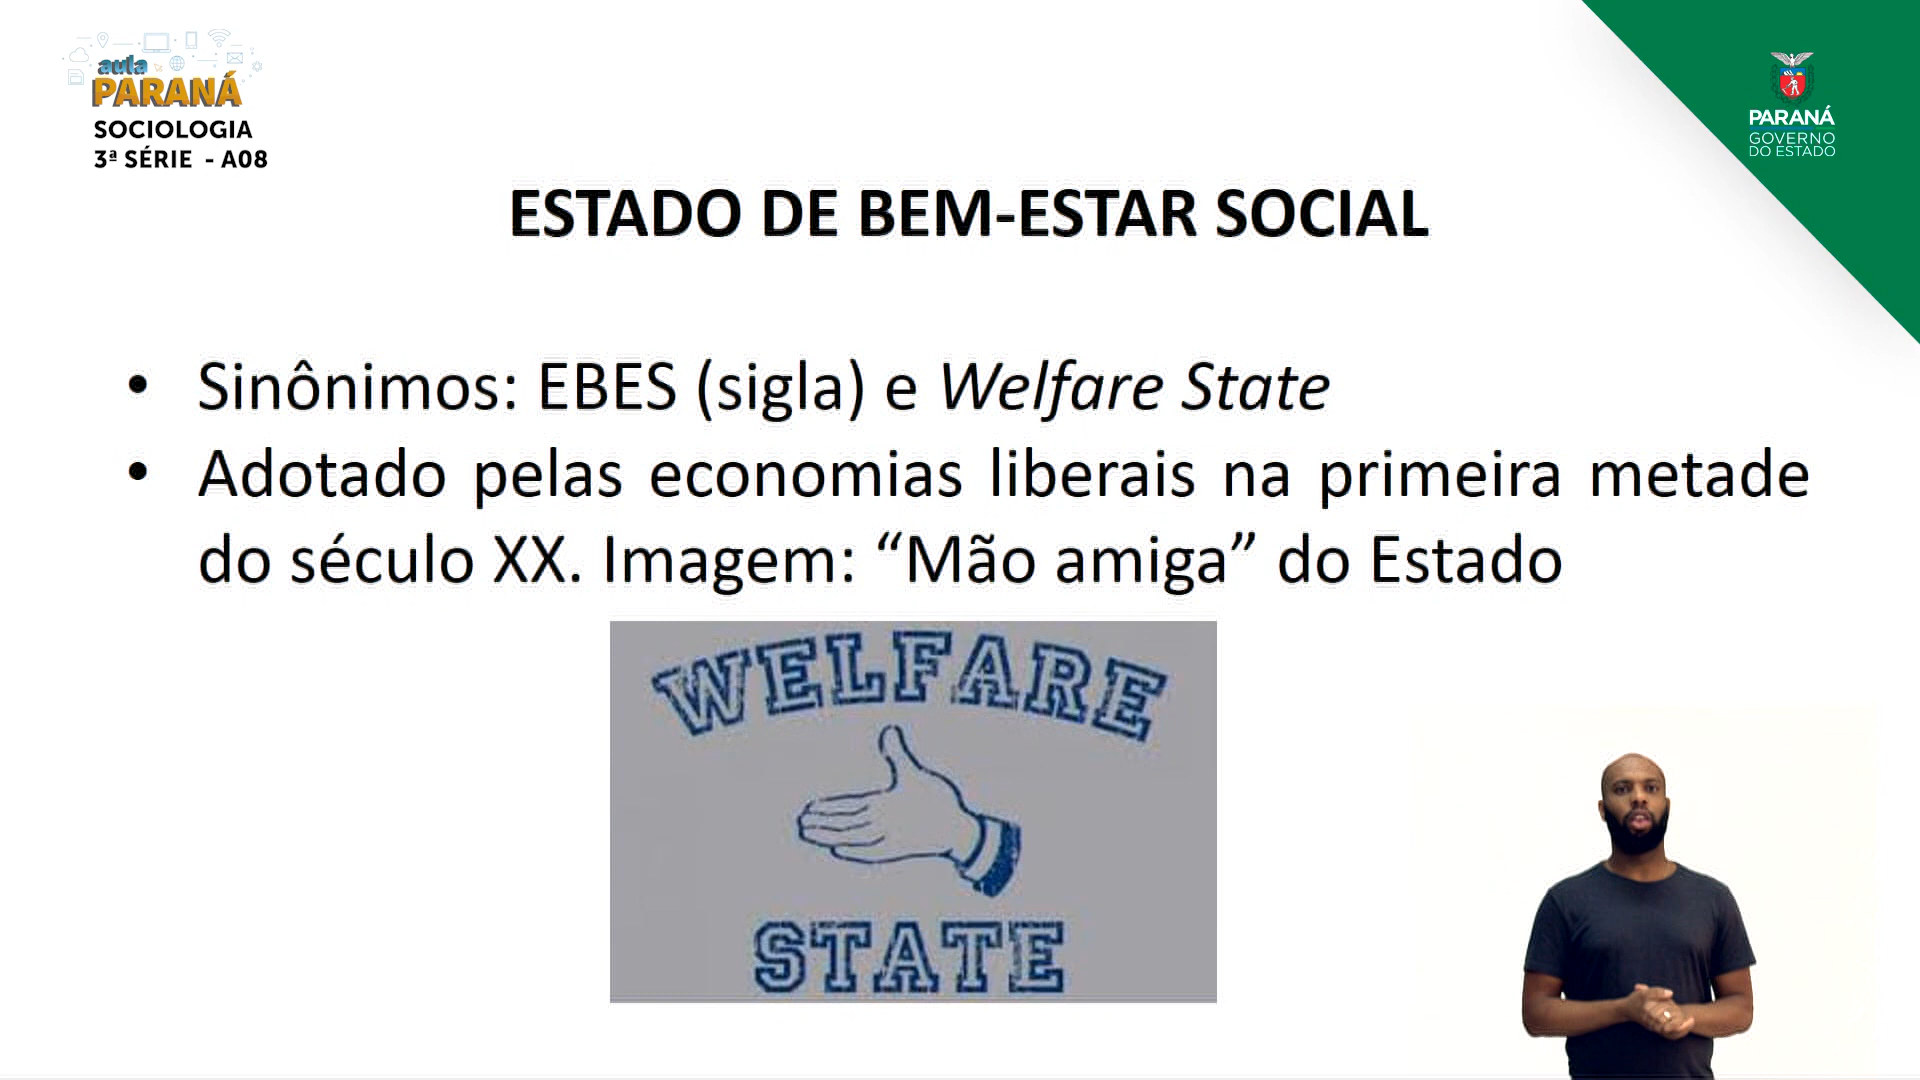 aula
PARANÁ
SOCIOLOGIA
3ª SÉRIE - A08
PARANÁ
GOVERNO
DO ESTADO
ESTADO DE BEM-ESTAR SOCIAL
• Sinônimos: EBES (sigla) e Welfare State
• Adotado pelas economias liberais na primeira metade
do século XX. Imagem: “Mão amiga” do Estado
WELFARE
STATE